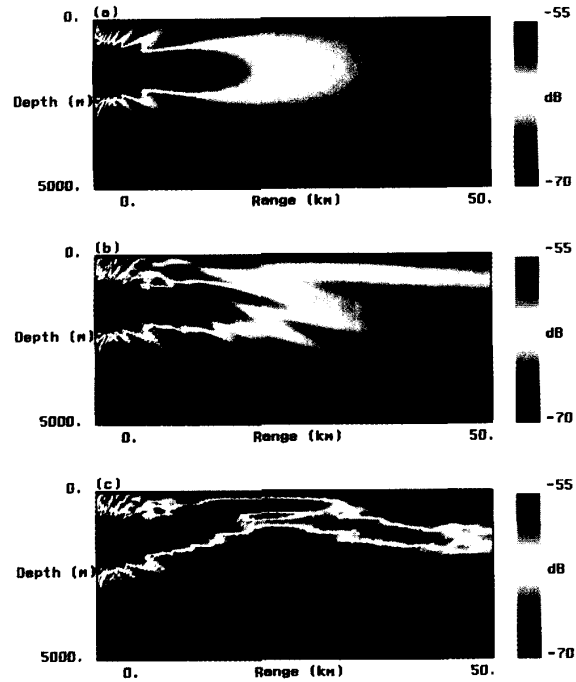 0. (a) -55
Depth (m) dB
5000. -70
0. Range (km) 50.
0. (b) -55
Depth (m) dB
5000. -70
0. Range (km) 50.
0. (c) -55
Depth (m) dB
5000. -70
0. Range (km) 50.